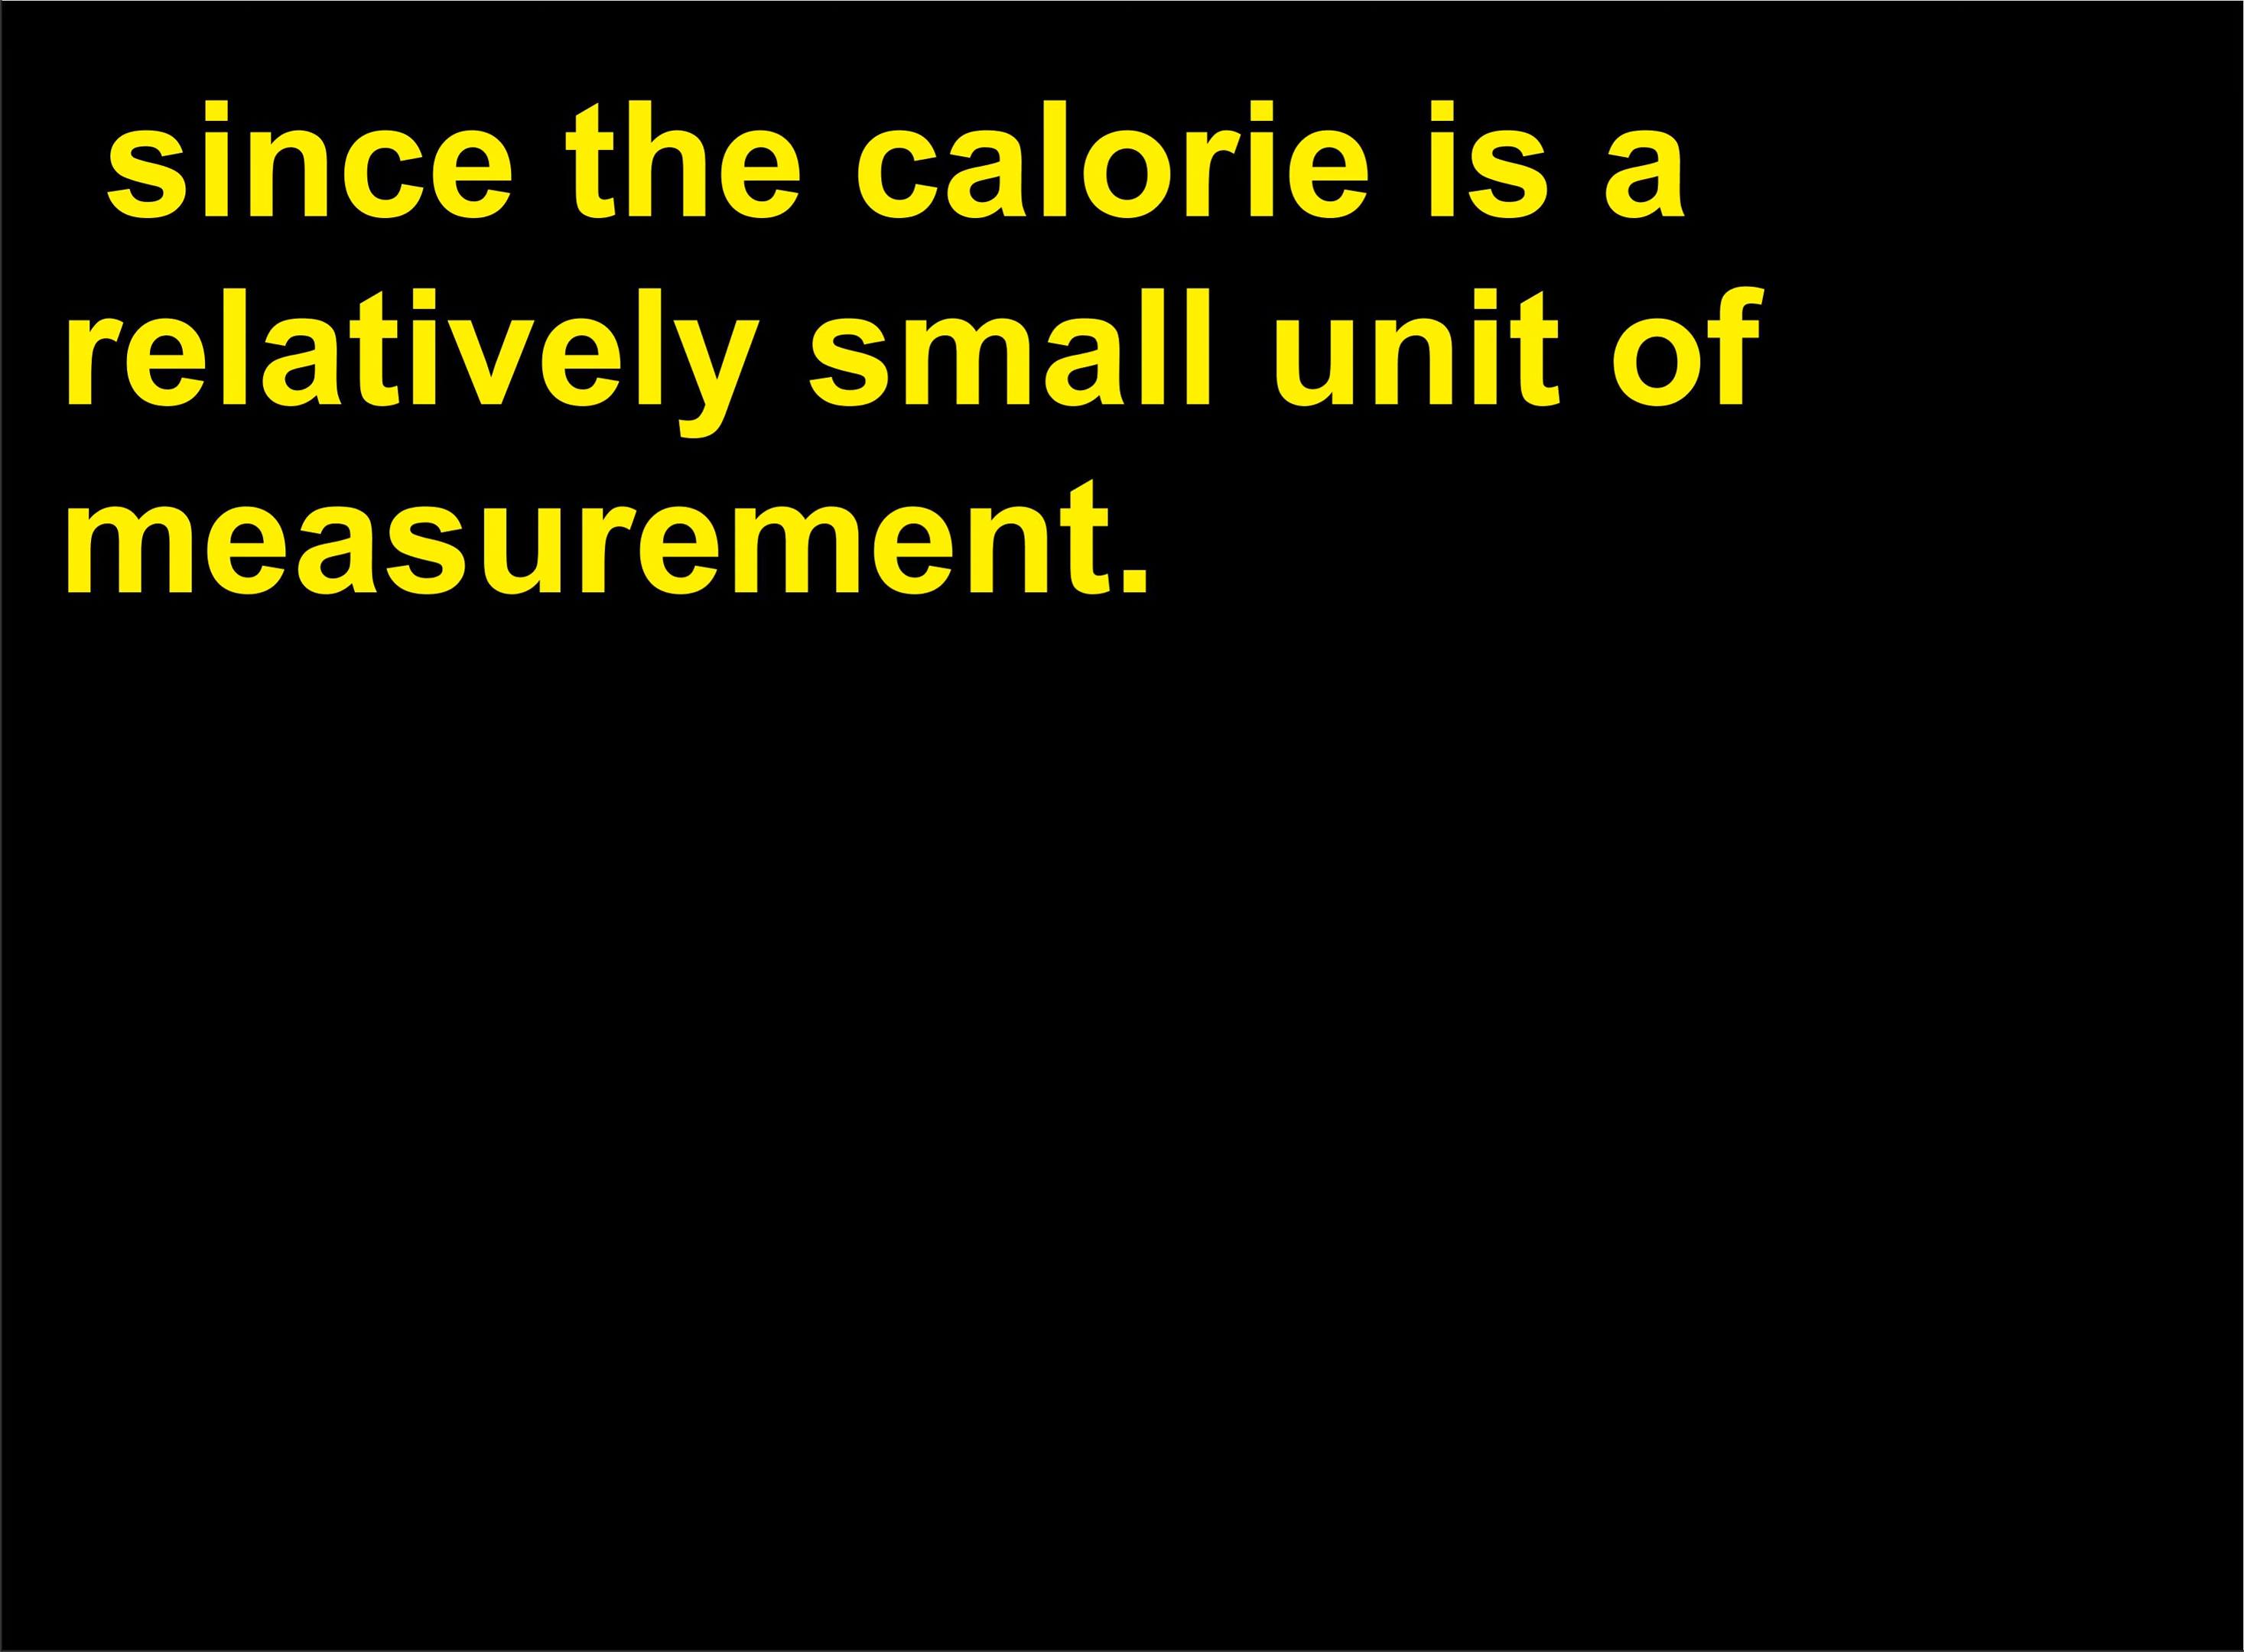 since the calorie is a
relatively small unit of
measurement.